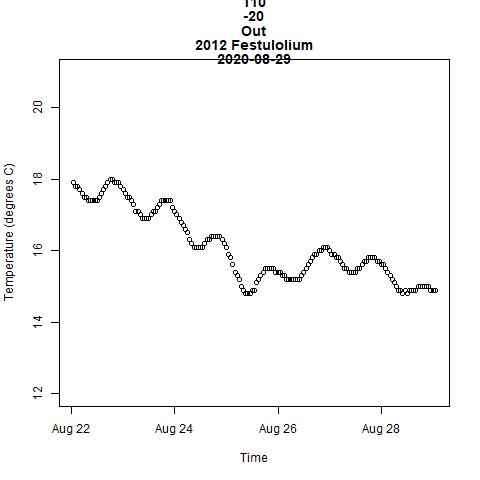 110
-20
Out
2012 Festulolium
2020-08-29
Temperature (degrees C)
20
18
16
14
12
Aug 22
Aug 24
Aug 26
Aug 28
Time